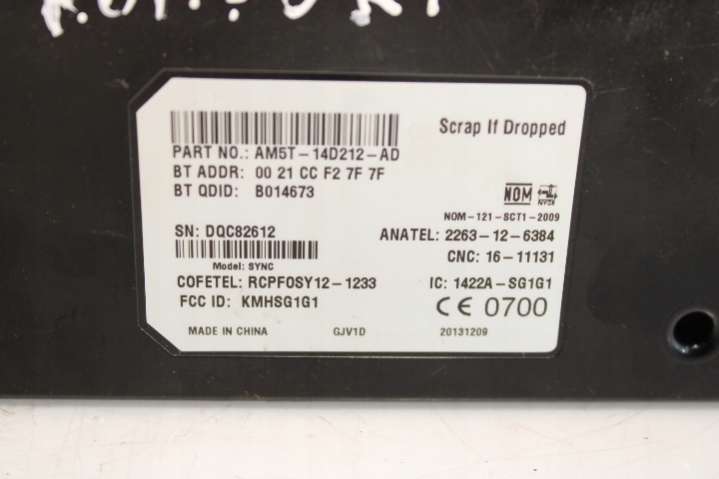 Scrap If Dropped
PART NO.: AM5T-14D212-AD
BT ADDR: 00 21 CC F2 7F 7F
BT QDID: B014673
NOM
NYCE
NOM-121-SCT1-2009
SN: DQC82612
ANATEL: 2263-12-6384
Model: SYNC
CNC: 16-11131
COFETEL: RCPFOSY12-1233
IC: 1422A-SG1G1
FCC ID: KMHSG1G1
CE 0700
MADE IN CHINA GJV1D 20131209